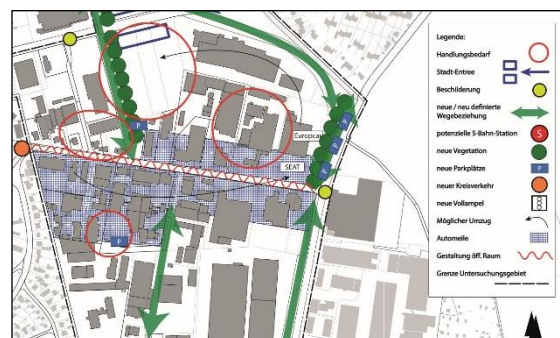 P
Europcar
P
P
SEAT
P
P
Legende:
Handlungsbedarf
Stadt-Entree
Beschilderung
neue / neu definierte
Wegebeziehung
potenzielle S-Bahn-Station
S
neue Vegetation
neue Parkplätze
P
neuer Kreisverkehr
neue Vollampel
Möglicher Umzug
Automeile
Gestaltung öff. Raum
Grenze Untersuchungsgebiet